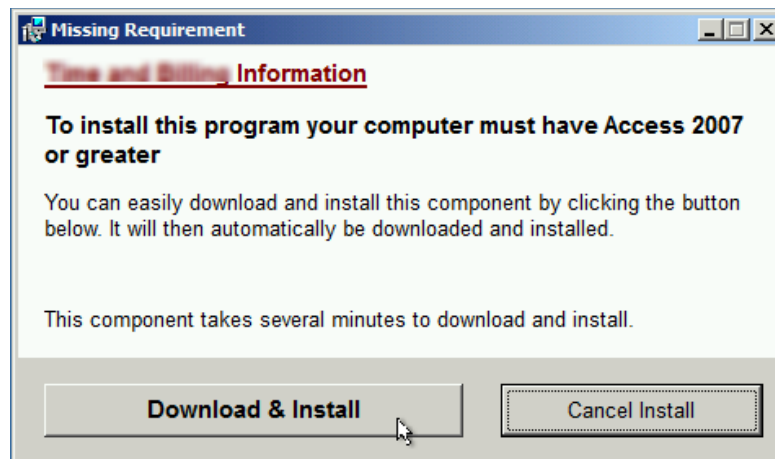 Missing Requirement
Information
To install this program your computer must have Access 2007
or greater
You can easily download and install this component by clicking the button
below. It will then automatically be downloaded and installed.
This component takes several minutes to download and install.
Download & Install
Cancel Install